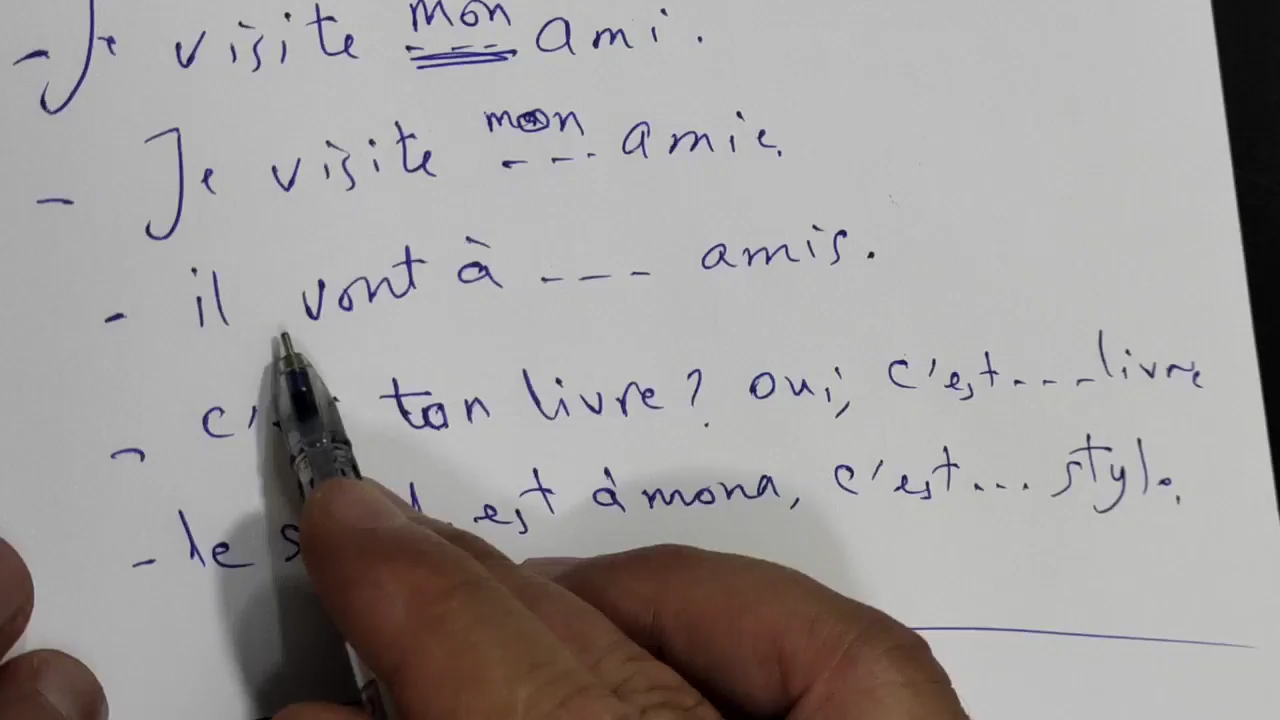 - Je visite mon ami.
- Je visite mon amie.
- il vont à --- amis.
- c' ton livre? oui, c'est---livre
- le est à mona, c'est... stylo.